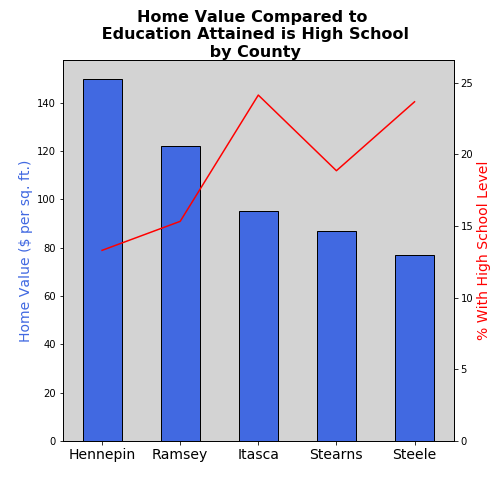 Home Value Compared to
Education Attained is High School
by County
Home Value ($ per sq. ft.)
140
120
100
80
60
40
20
0
25
20
15
10
5
0
% With High School Level
Hennepin Ramsey Itasca Stearns Steele